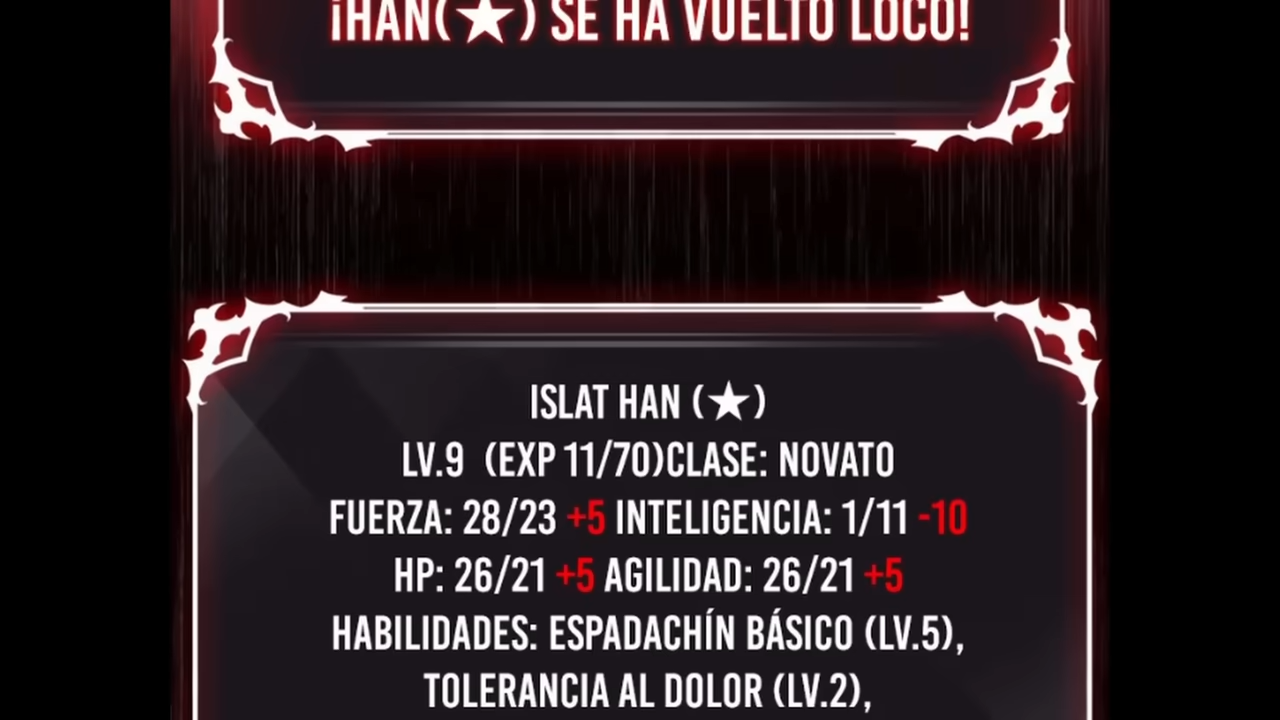 ¡HAN(★) SE HA VUELTO LOCO!
ISLAT HAN (★)
LV.9 (EXP 11/70)CLASE: NOVATO
FUERZA: 28/23 +5 INTELIGENCIA: 1/11 -10
HP: 26/21 +5 AGILIDAD: 26/21 +5
HABILIDADES: ESPADACHÍN BÁSICO (LV.5),
TOLERANCIA AL DOLOR (LV.2),